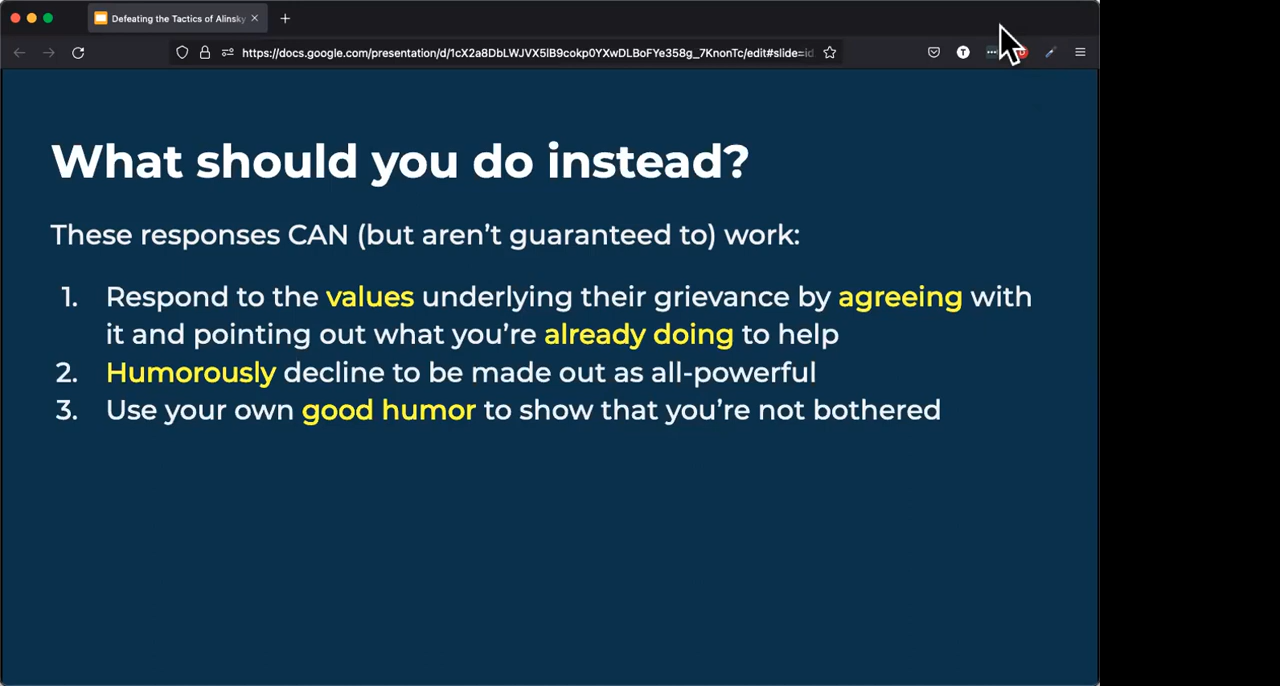 Defeating the Tactics of Alinsky
https://docs.google.com/presentation/d/1cX2a8DbLWJVX5lB9cokp0YXwDLBoFYe358g_7KnonTc/edit#slide=id
T
What should you do instead?
These responses CAN (but aren't guaranteed to) work:
1. Respond to the values underlying their grievance by agreeing with
it and pointing out what you're already doing to help
2. Humorously decline to be made out as all-powerful
3. Use your own good humor to show that you're not bothered